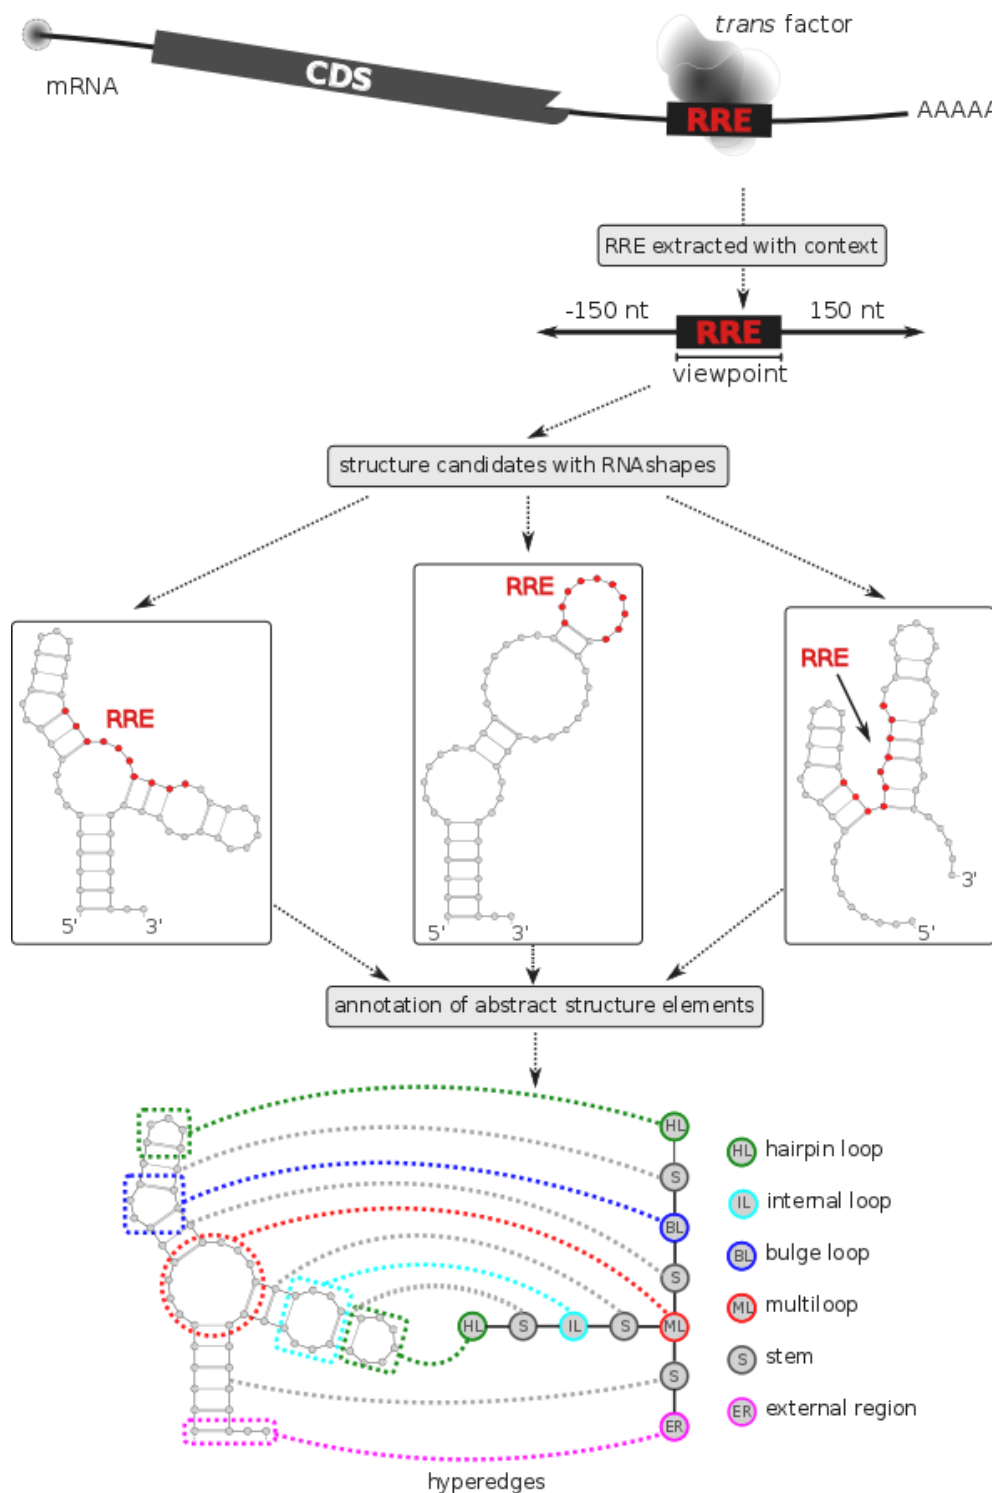 trans factor
mRNA
CDS
RRE
AAAAA
RRE extracted with context
-150 nt
RRE
150 nt
viewpoint
structure candidates with RNAshapes
RRE
5'
3'
RRE
5'
3'
RRE
3'
5'
annotation of abstract structure elements
HL
S
BL
S
HL
S
IL
S
ML
S
ER
HL hairpin loop
IL internal loop
BL bulge loop
ML multiloop
S stem
ER external region
hyperedges